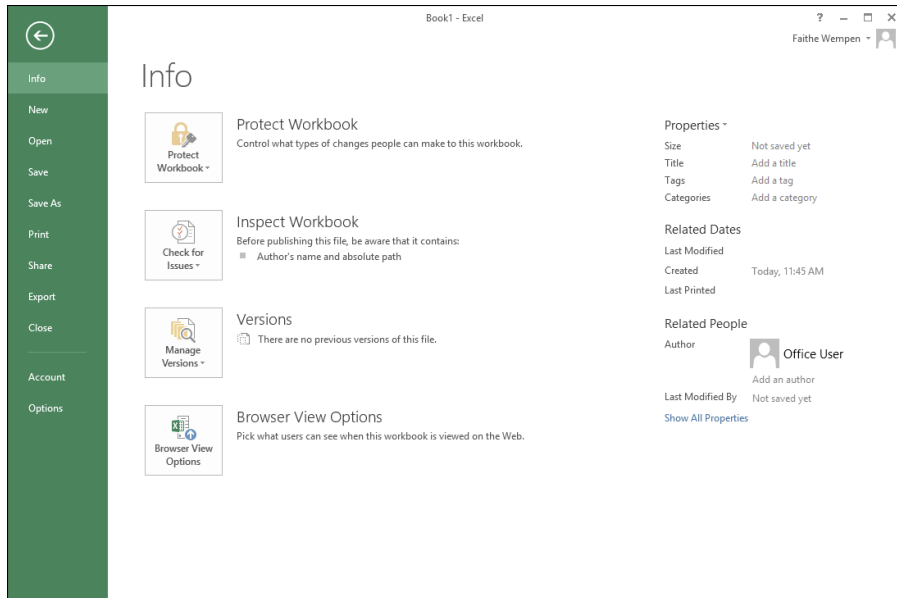 Book1 - Excel
?
Faithe Wempen
Info
New
Open
Save
Save As
Print
Share
Export
Close
Account
Options
Info
Protect
Workbook
Protect Workbook
Control what types of changes people can make to this workbook.
Check for
Issues
Inspect Workbook
Before publishing this file, be aware that it contains:
Author's name and absolute path
Manage
Versions
Versions
There are no previous versions of this file.
Browser View
Options
Browser View Options
Pick what users can see when this workbook is viewed on the Web.
Properties
Size Not saved yet
Title Add a title
Tags Add a tag
Categories Add a category
Related Dates
Last Modified
Created Today, 11:45 AM
Last Printed
Related People
Author Office User
Add an author
Last Modified By Not saved yet
Show All Properties